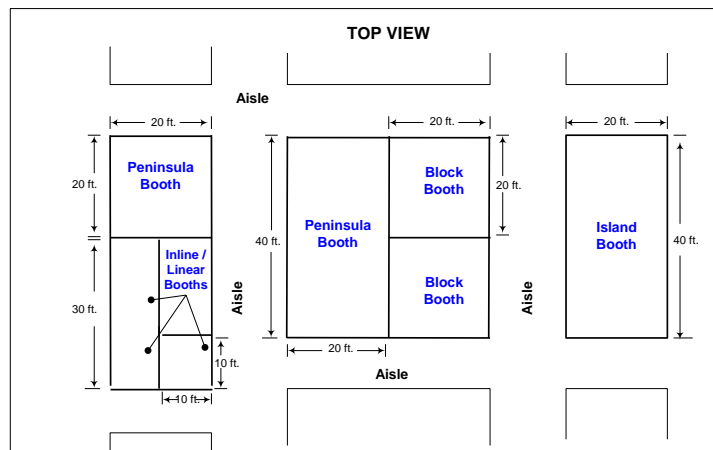 TOP VIEW
Aisle
20 ft.
20 ft.
20 ft.
20 ft.
Peninsula
Booth
Block
Booth
20 ft.
Peninsula
Booth
40 ft.
Island
Booth
40 ft.
Inline /
Linear
Booths
Block
Booth
30 ft.
Aisle
Aisle
20 ft.
10 ft.
Aisle
10 ft.